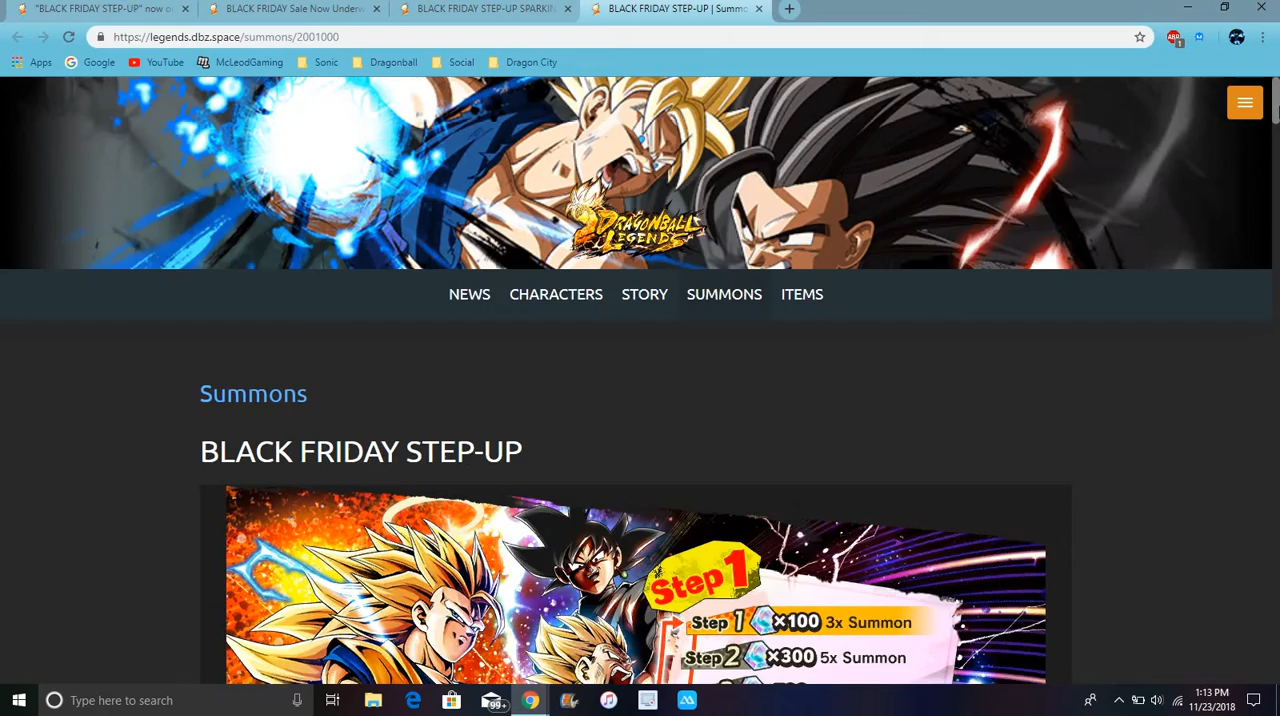 "BLACK FRIDAY STEP-UP" now o
BLACK FRIDAY Sale Now Underw
BLACK FRIDAY STEP-UP SPARKIN
BLACK FRIDAY STEP-UP | Summo
https://legends.dbz.space/summons/2001000
ABP
1
Apps
Google
YouTube
McLeodGaming
Sonic
Dragonball
Social
Dragon City
DRAGONBALL
LEGENDS
NEWS
CHARACTERS
STORY
SUMMONS
ITEMS
Summons
BLACK FRIDAY STEP-UP
Step1
Step 1 ×100 3x Summon
Step 2 ×300 5x Summon
Type here to search
99+
1:13 PM
11/23/2018